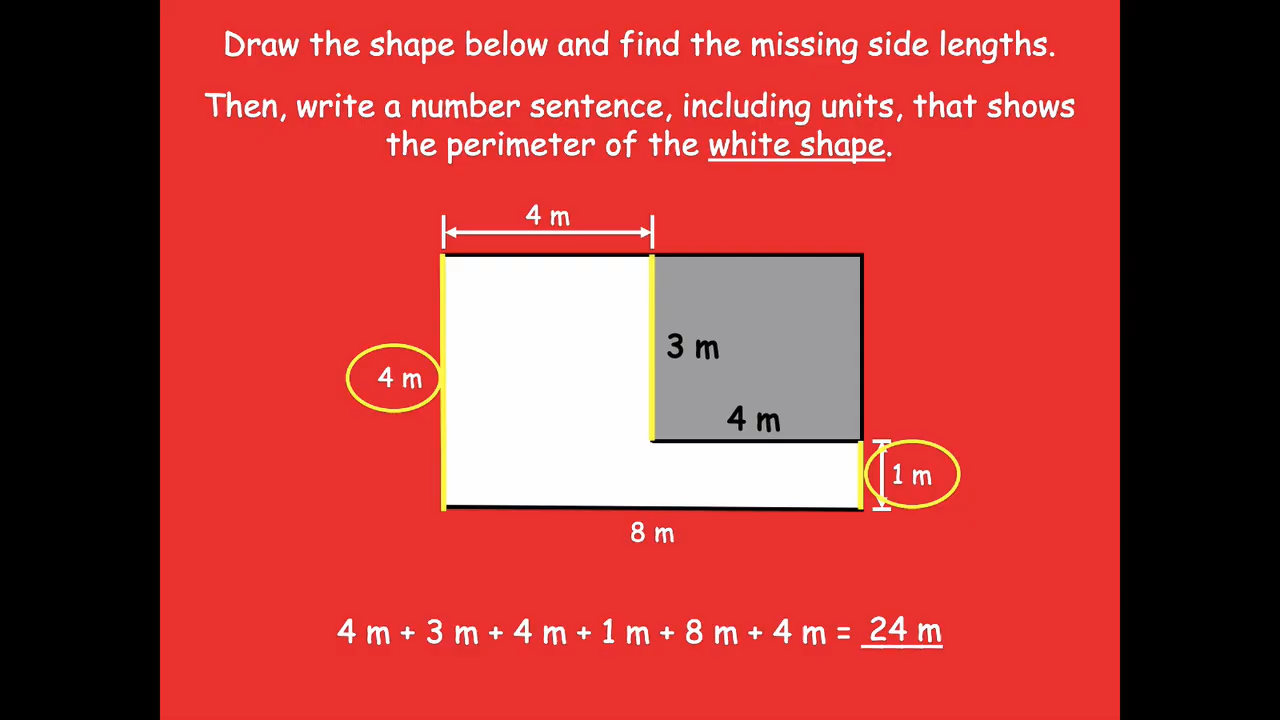 Draw the shape below and find the missing side lengths.
Then, write a number sentence, including units, that shows
the perimeter of the white shape.
4 m
3 m
4 m
4 m
1 m
8 m
4 m + 3 m + 4 m + 1 m + 8 m + 4 m = 24 m